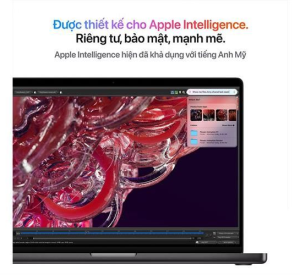 Được thiết kế cho Apple Intelligence.
Riêng tư, bảo mật, mạnh mẽ.
Apple Intelligence hiện đã khả dụng với tiếng Anh Mỹ